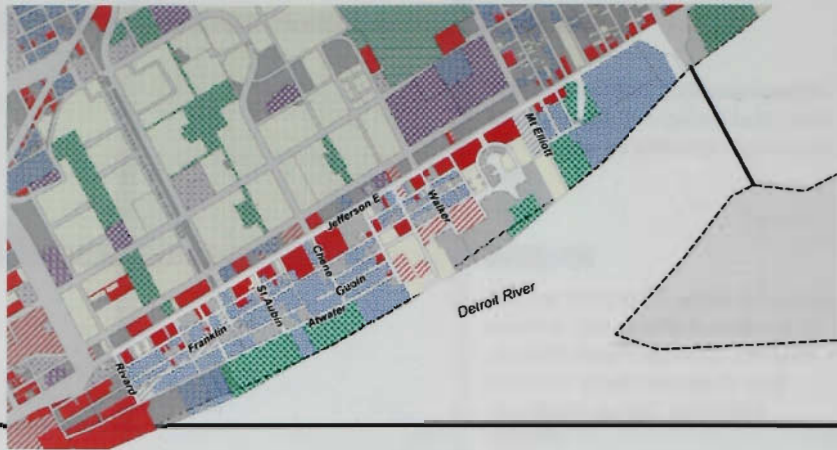 Mt Elliott
Jefferson E
Walker
Chene
Guoin
St Aubin
Atwater
Franklin
Rivard
Detroit River